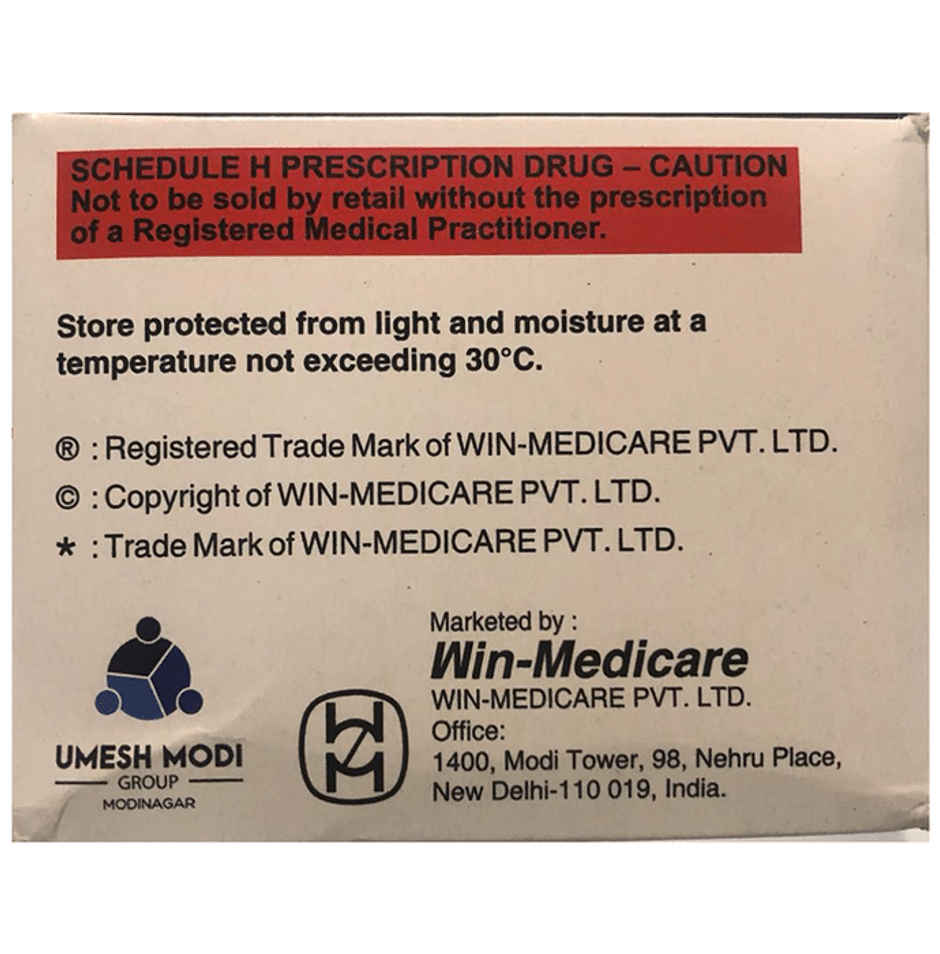 SCHEDULE H PRESCRIPTION DRUG – CAUTION
Not to be sold by retail without the prescription
of a Registered Medical Practitioner.
Store protected from light and moisture at a
temperature not exceeding 30°C.
® : Registered Trade Mark of WIN-MEDICARE PVT. LTD.
© : Copyright of WIN-MEDICARE PVT. LTD.
* : Trade Mark of WIN-MEDICARE PVT. LTD.
UMESH MODI
GROUP
MODINAGAR
Marketed by :
Win-Medicare
WIN-MEDICARE PVT. LTD.
Office:
1400, Modi Tower, 98, Nehru Place,
New Delhi-110 019, India.